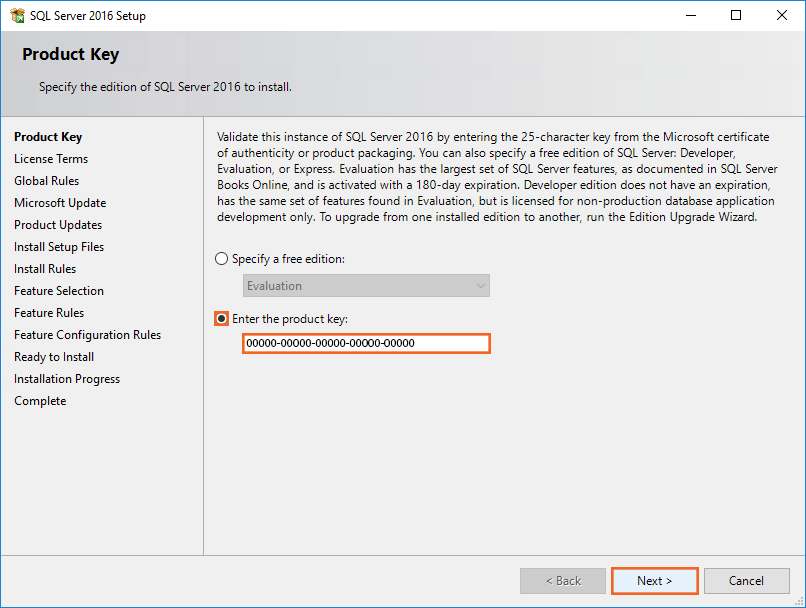 SQL Server 2016 Setup
Product Key
Specify the edition of SQL Server 2016 to install.
Product Key
License Terms
Global Rules
Microsoft Update
Product Updates
Install Setup Files
Install Rules
Feature Selection
Feature Rules
Feature Configuration Rules
Ready to Install
Installation Progress
Complete
Validate this instance of SQL Server 2016 by entering the 25-character key from the Microsoft certificate
of authenticity or product packaging. You can also specify a free edition of SQL Server: Developer,
Evaluation, or Express. Evaluation has the largest set of SQL Server features, as documented in SQL Server
Books Online, and is activated with a 180-day expiration. Developer edition does not have an expiration,
has the same set of features found in Evaluation, but is licensed for non-production database application
development only. To upgrade from one installed edition to another, run the Edition Upgrade Wizard.
Specify a free edition:
Evaluation
Enter the product key:
00000-00000-00000-00000-00000
< Back
Next >
Cancel